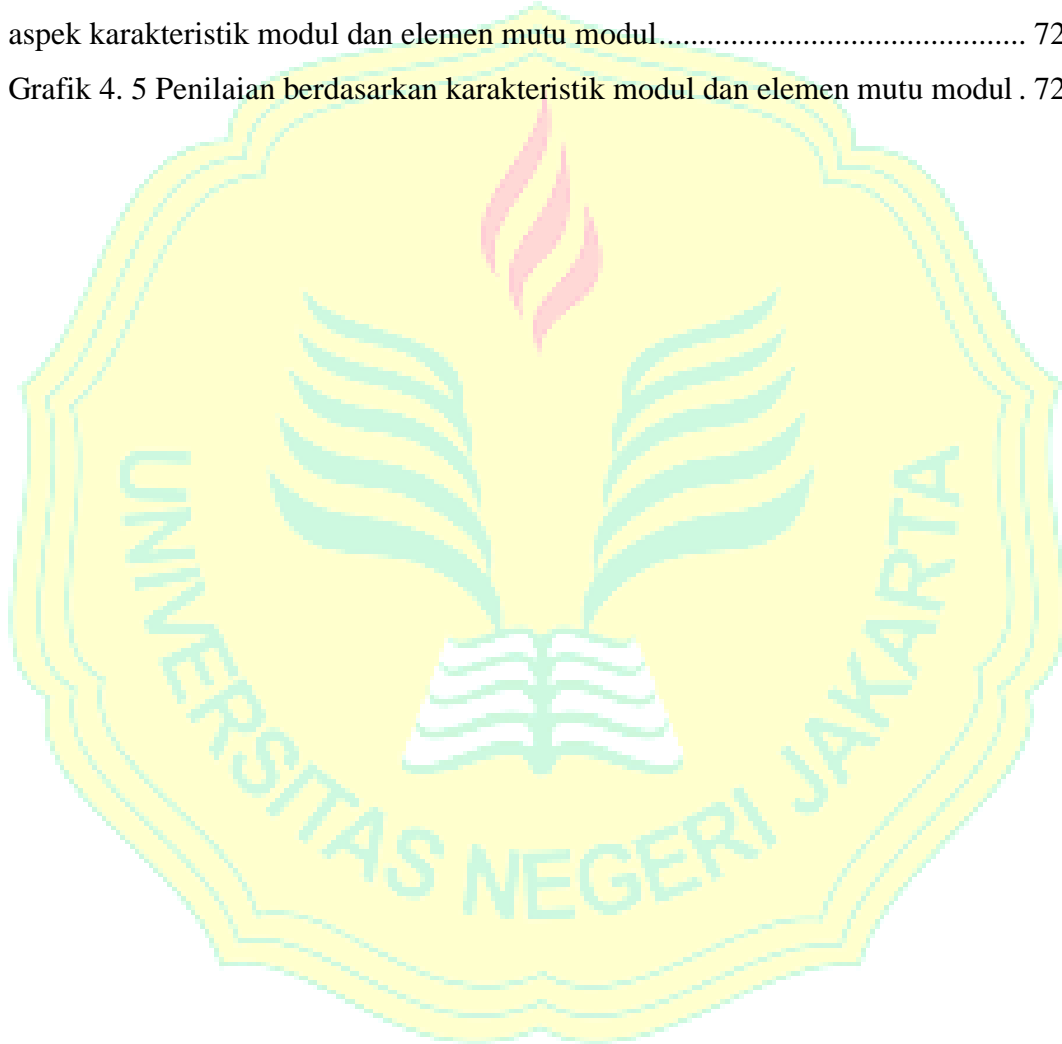 aspek karakteristik modul dan elemen mutu modul....................................... 72
Grafik 4. 5 Penilaian berdasarkan karakteristik modul dan elemen mutu modul . 72
UNIVERSITAS NEGERI JAKARTA